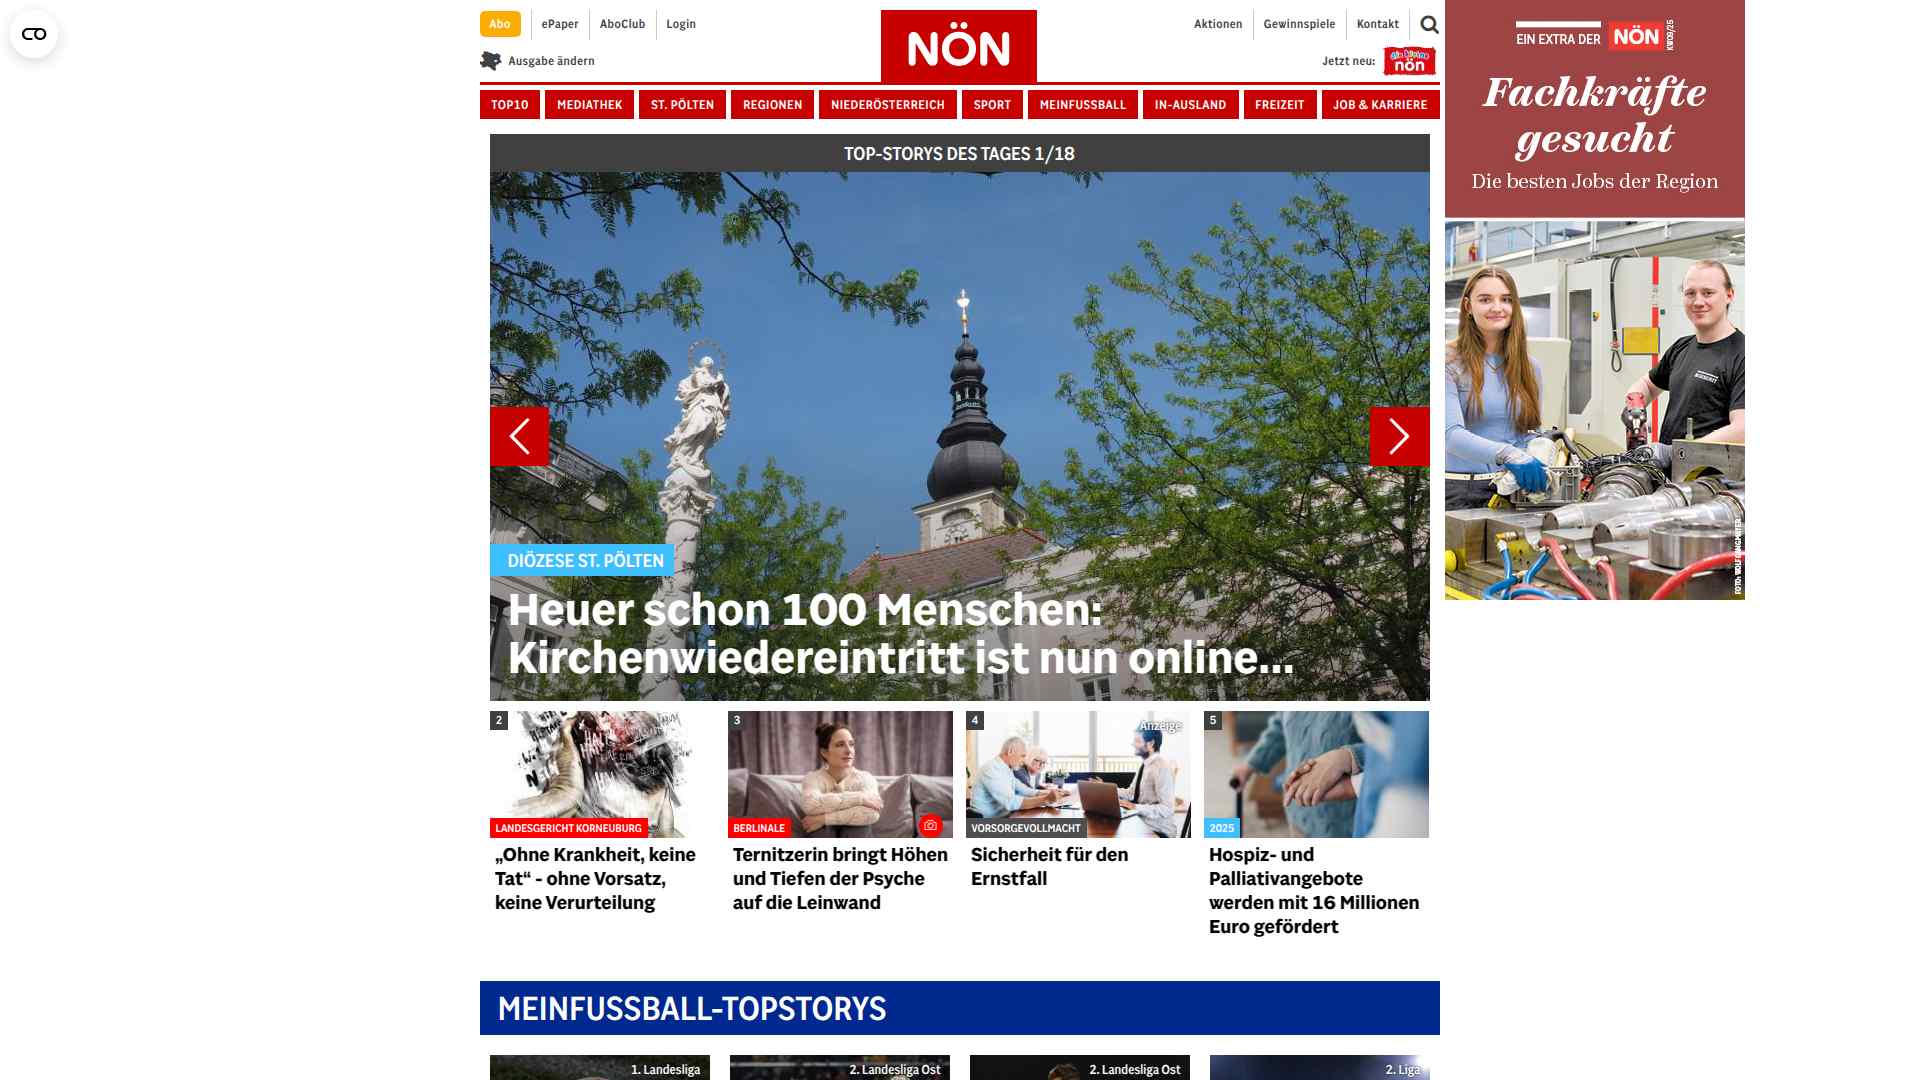 Abo
ePaper
AboClub
Login
NÖN
Aktionen
Gewinnspiele
Kontakt
Ausgabe ändern
Jetzt neu:
nön
TOP10
MEDIATHEK
ST. PÖLTEN
REGIONEN
NIEDERÖSTERREICH
SPORT
MEINFUSSBALL
IN-AUSLAND
FREIZEIT
JOB & KARRIERE
EIN EXTRA DER NÖN
KW09/25
Fachkräfte
gesucht
Die besten Jobs der Region
TOP-STORYS DES TAGES 1/18
DIÖZESE ST. PÖLTEN
Heuer schon 100 Menschen:
Kirchenwiedereintritt ist nun online...
2
LANDESGERICHT KORNEUBURG
„Ohne Krankheit, keine
Tat“ - ohne Vorsatz,
keine Verurteilung
3
BERLINALE
Ternitzerin bringt Höhen
und Tiefen der Psyche
auf die Leinwand
4
Anzeige
VORSORGEVOLLMACHT
Sicherheit für den
Ernstfall
5
2025
Hospiz- und
Palliativangebote
werden mit 16 Millionen
Euro gefördert
MEINFUSSBALL-TOPSTORYS
1. Landesliga
2. Landesliga Ost
2. Landesliga Ost
2. Liga